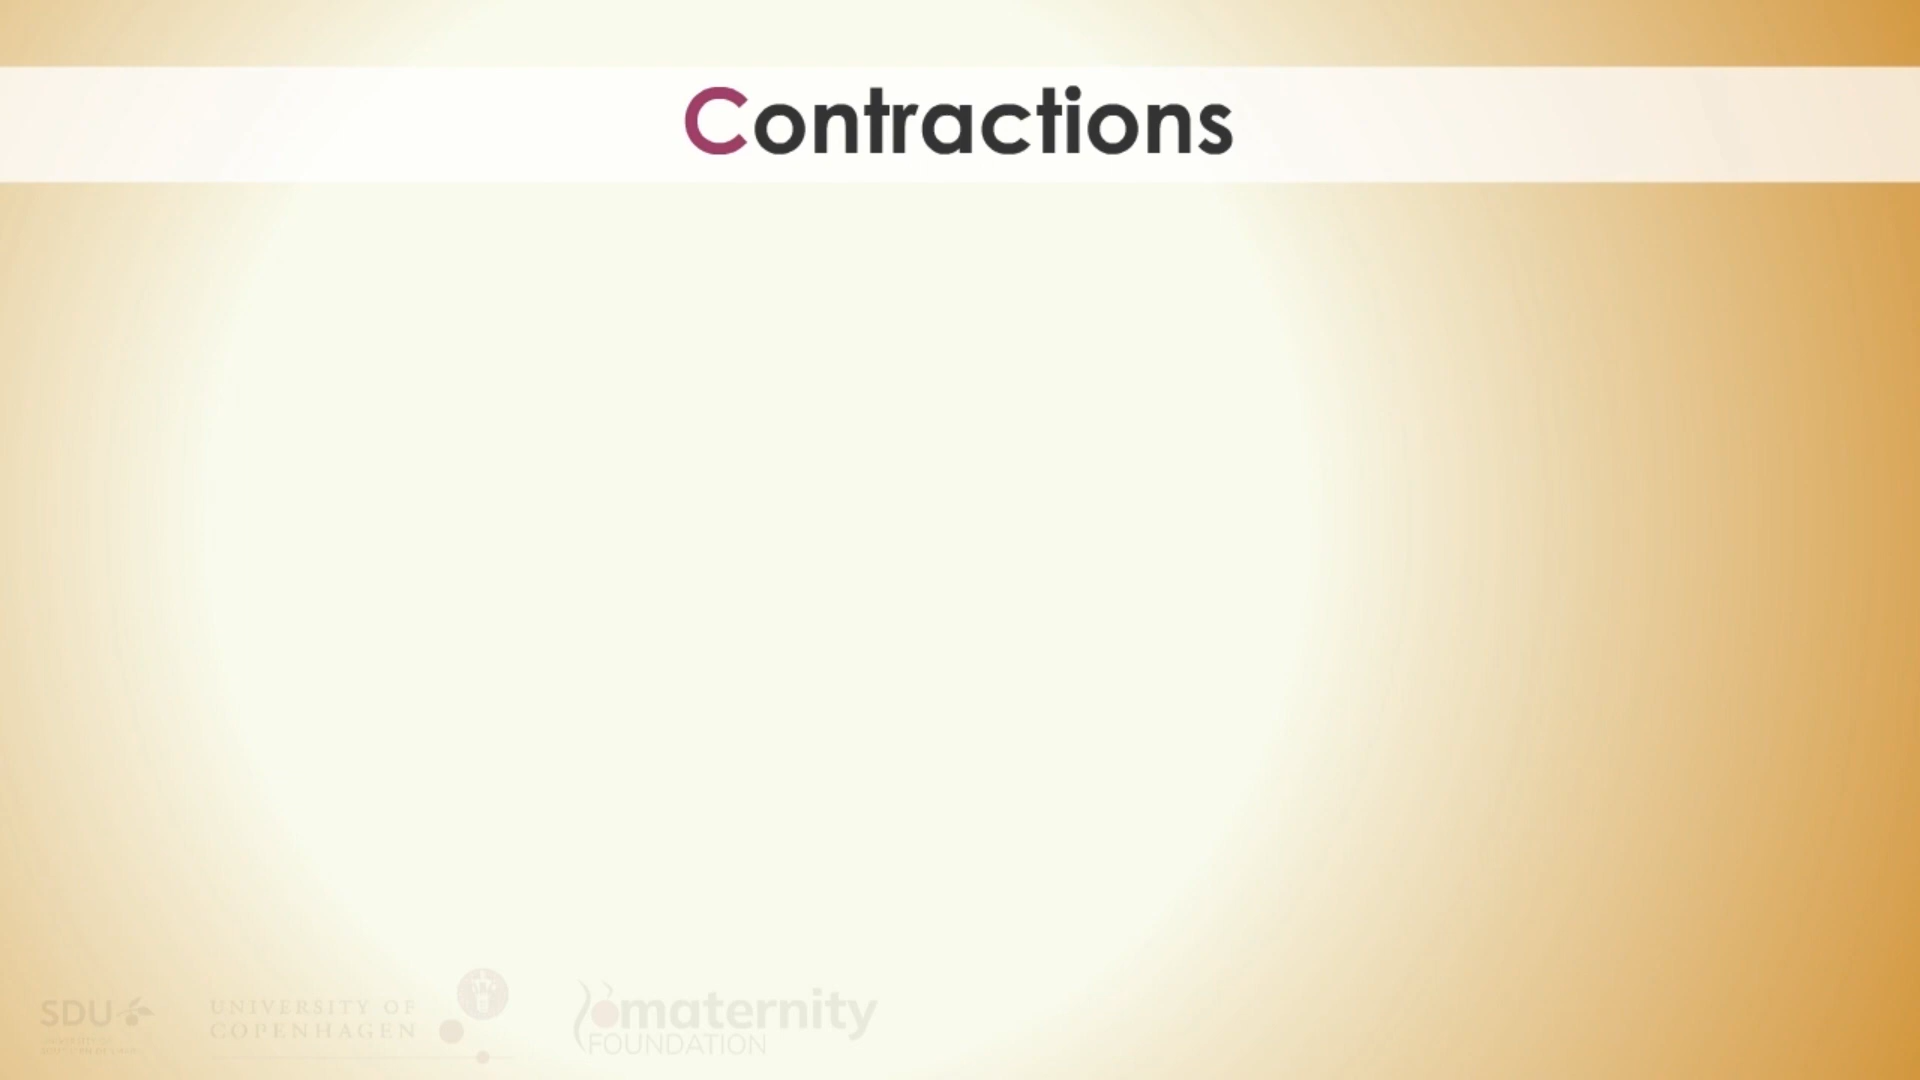 Contractions
SDU
UNIVERSITY OF
COPENHAGEN
maternity
FOUNDATION